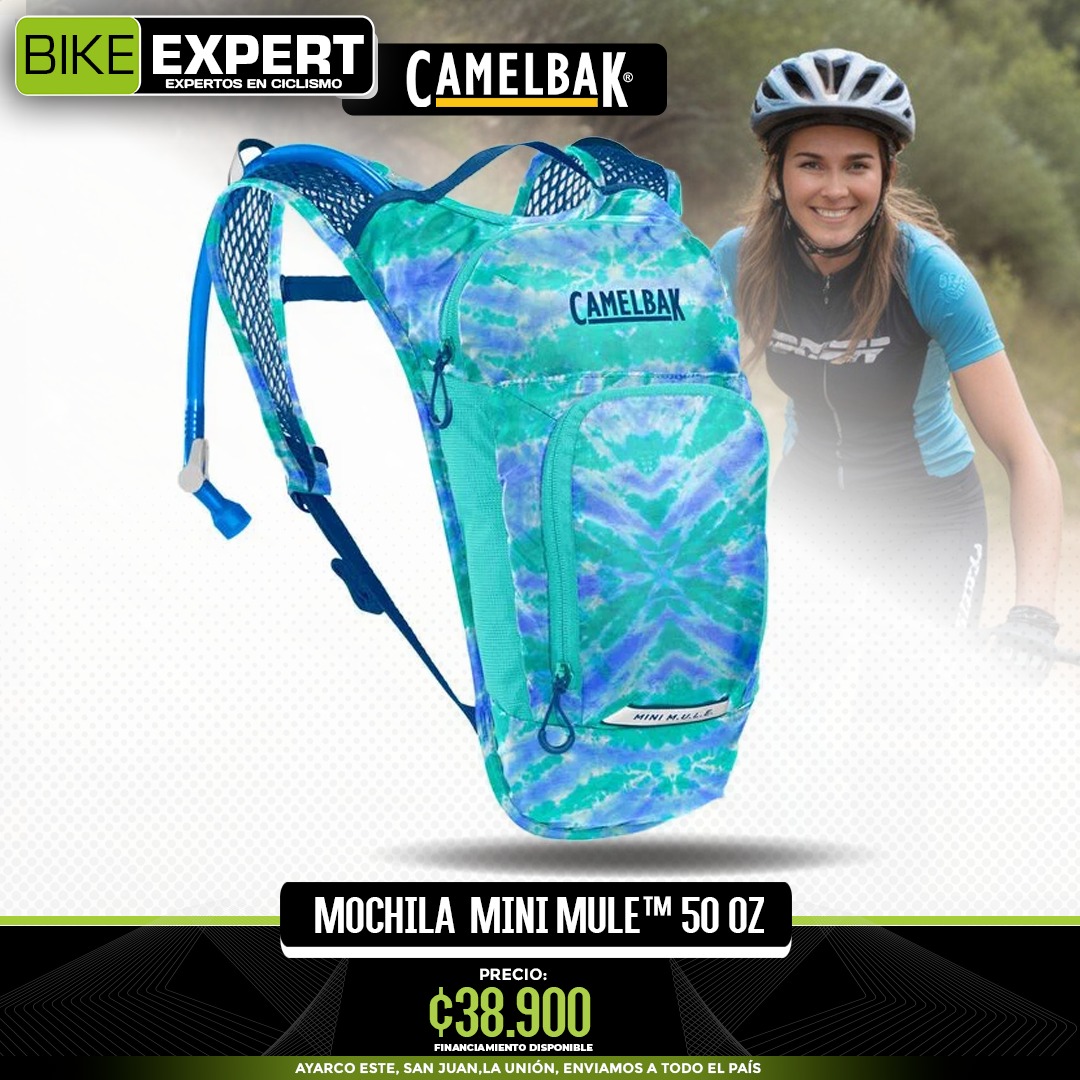 BIKE EXPERT
EXPERTOS EN CICLISMO
CAMELBAK®
CAMELBAK
MINI M.U.L.E.
MOCHILA MINI MULE™ 50 OZ
PRECIO:
₡38.900
FINANCIAMIENTO DISPONIBLE
AYARCO ESTE, SAN JUAN,LA UNIÓN, ENVIAMOS A TODO EL PAÍS